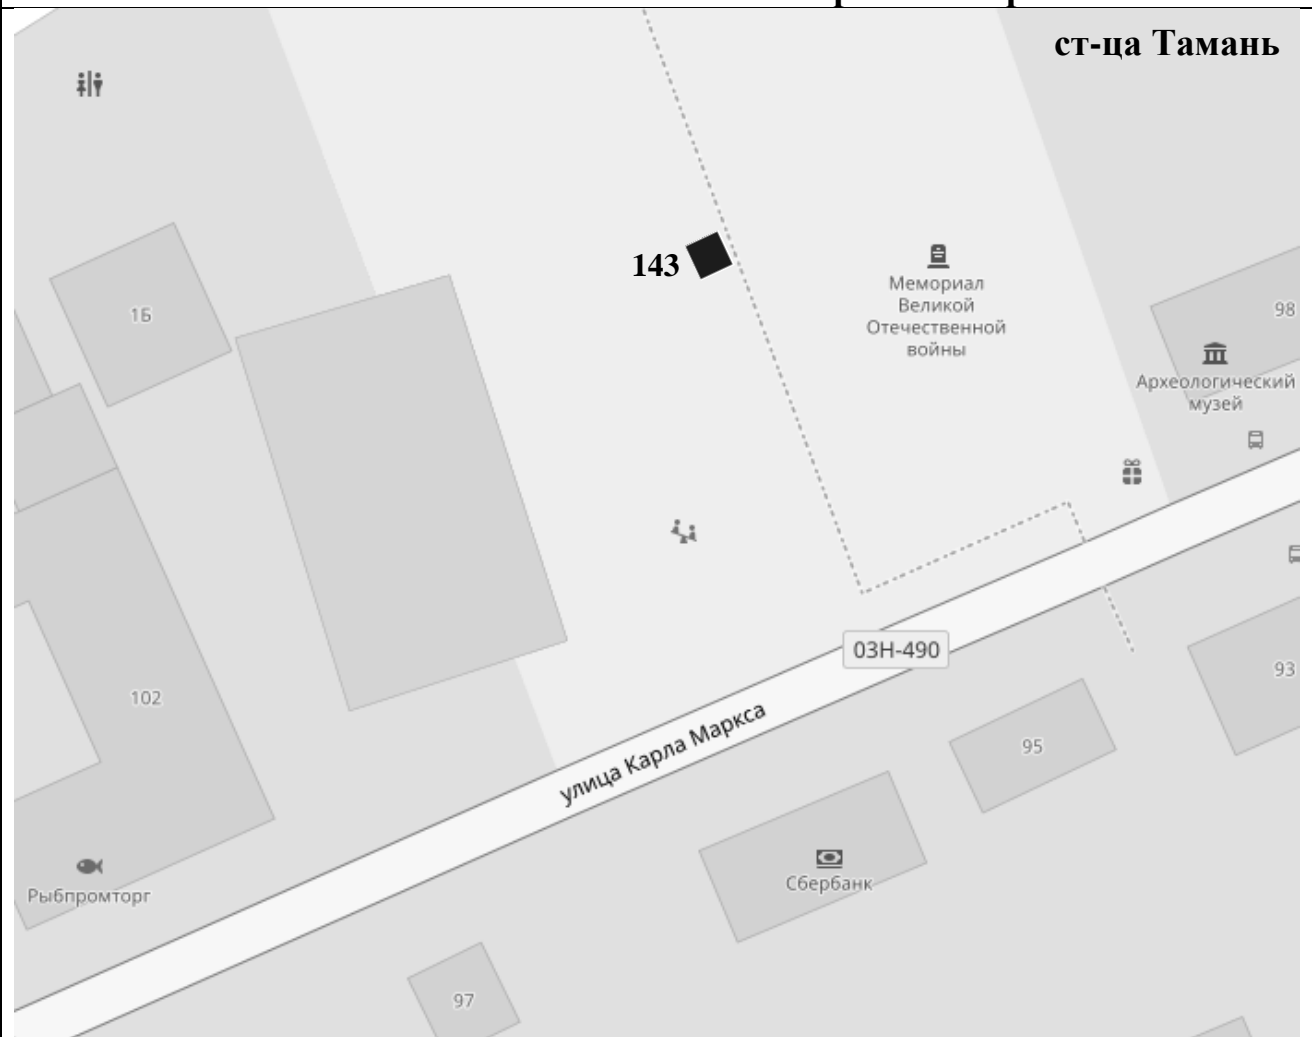 ст-ца Тамань
143
Мемориал
Великой
Отечественной
войны
98
Археологический
музей
1Б
102
03Н-490
улица Карла Маркса
93
95
Сбербанк
Рыбпромторг
97